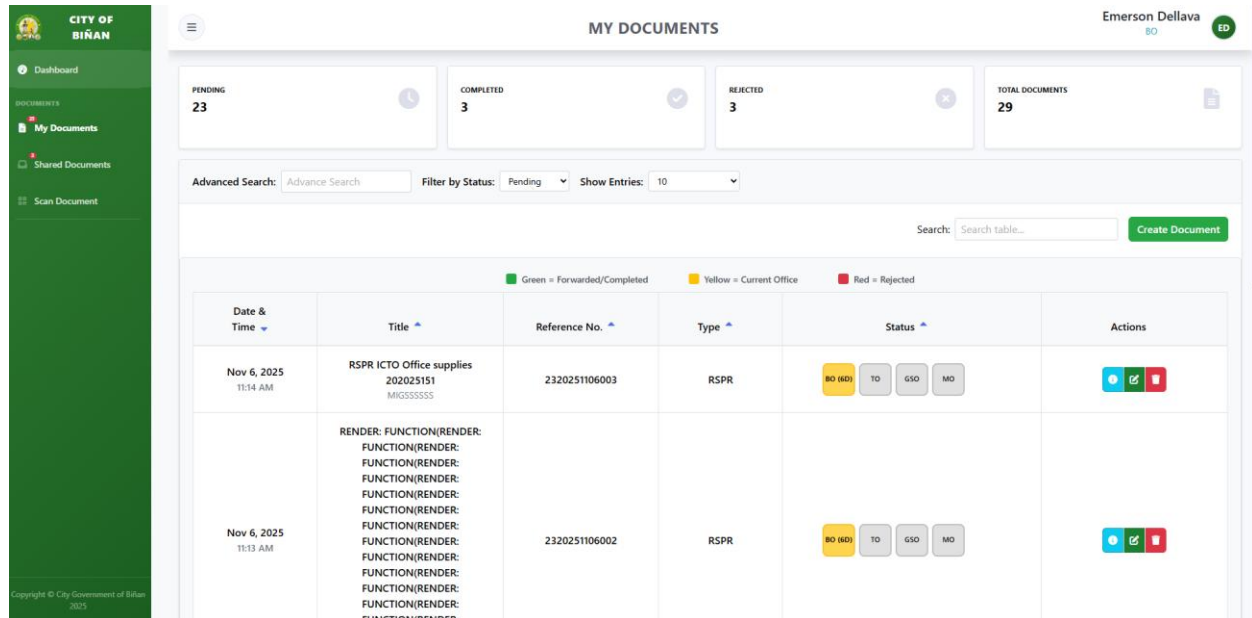 CITY OF
BIÑAN
Dashboard
DOCUMENTS
My Documents
Shared Documents
Scan Document
Copyright © City Government of Biñan
2025
MY DOCUMENTS
Emerson Dellava
BO
ED
PENDING
23
COMPLETED
3
REJECTED
3
TOTAL DOCUMENTS
29
Advanced Search: Advance Search Filter by Status: Pending Show Entries: 10
Search: Search table... Create Document
Green = Forwarded/Completed Yellow = Current Office Red = Rejected
Date &
Time Title Reference No. Type Status Actions
Nov 6, 2025
11:14 AM
RSPR ICTO Office supplies
202025151
MIGSSSSSS
2320251106003
RSPR
BO (6D) TO GSO MO
Nov 6, 2025
11:13 AM
RENDER: FUNCTION(RENDER:
FUNCTION(RENDER:
FUNCTION(RENDER:
FUNCTION(RENDER:
FUNCTION(RENDER:
FUNCTION(RENDER:
FUNCTION(RENDER:
FUNCTION(RENDER:
FUNCTION(RENDER:
FUNCTION(RENDER:
FUNCTION(RENDER:
FUNCTION(RENDER:
FUNCTION(RENDER:
2320251106002
RSPR
BO (6D) TO GSO MO